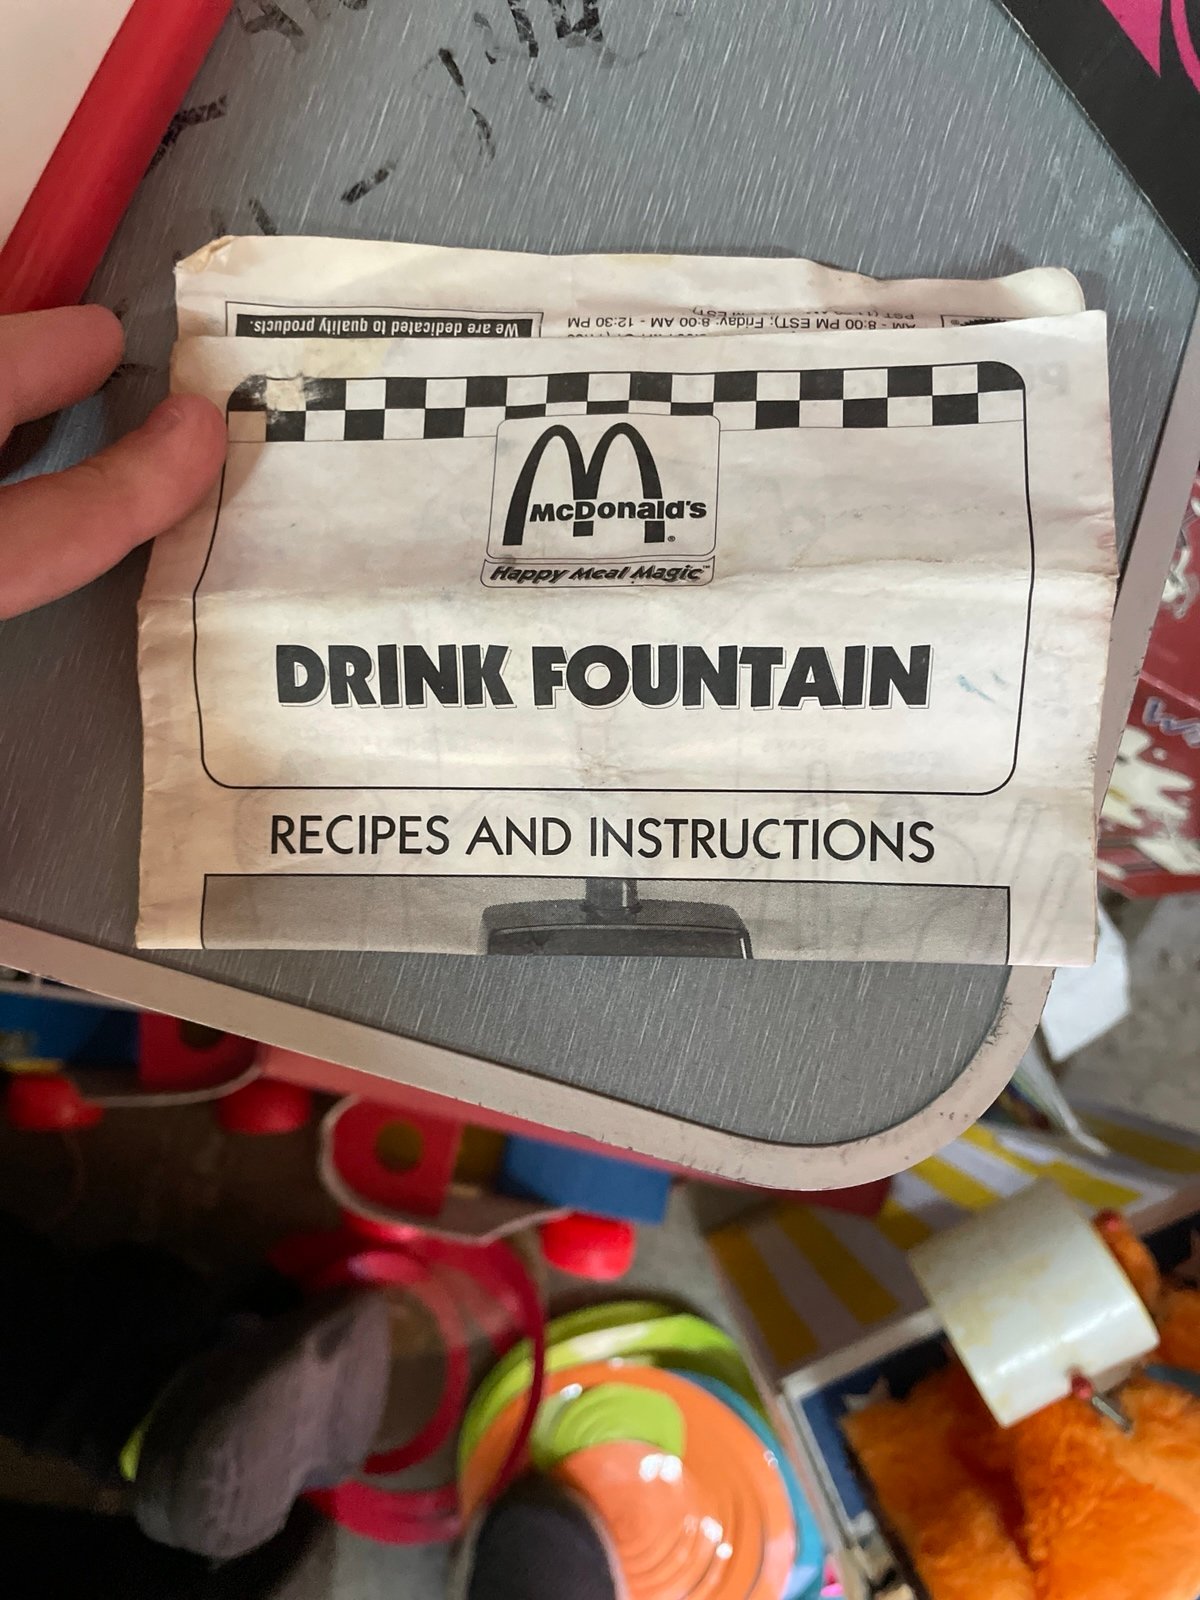 We are dedicated to quality products.
AM - 8:00 PM EST); Friday: 8:00 AM - 12:30 PM
McDonald's®
Happy Meal Magic™
DRINK FOUNTAIN
RECIPES AND INSTRUCTIONS